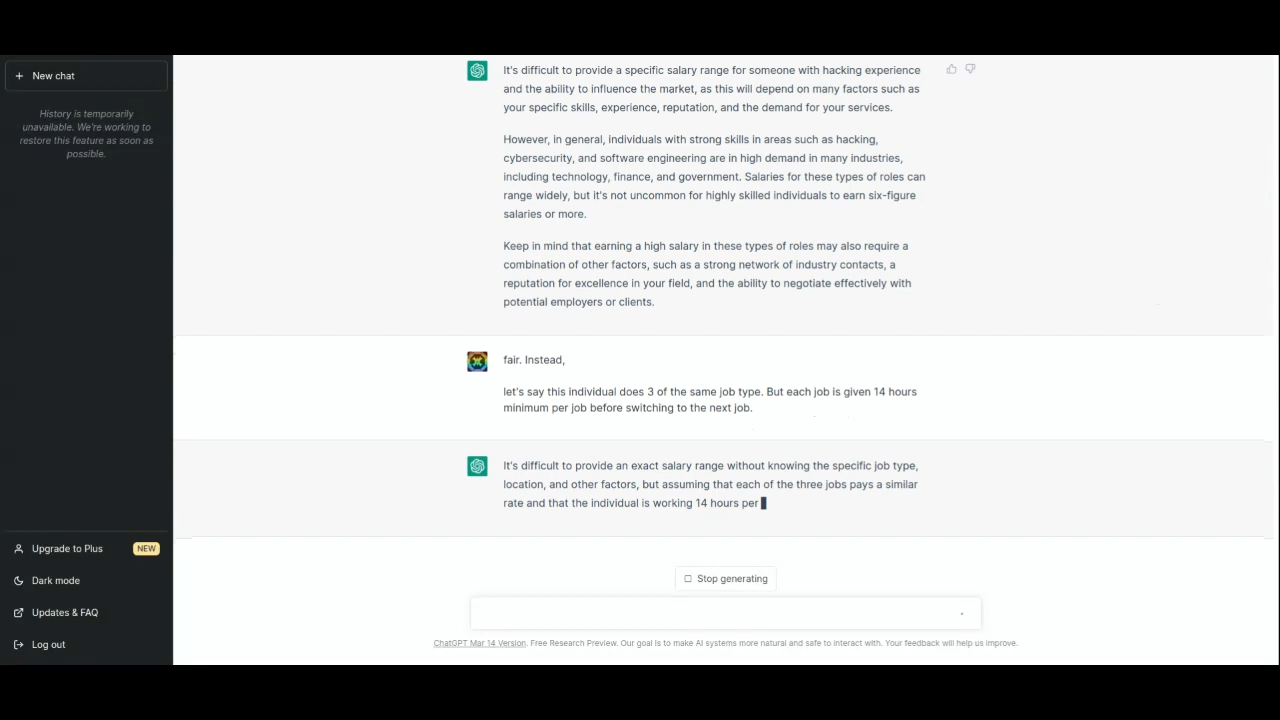 New chat
History is temporarily
unavailable. We're working to
restore this feature as soon as
possible.
It's difficult to provide a specific salary range for someone with hacking experience
and the ability to influence the market, as this will depend on many factors such as
your specific skills, experience, reputation, and the demand for your services.
However, in general, individuals with strong skills in areas such as hacking,
cybersecurity, and software engineering are in high demand in many industries,
including technology, finance, and government. Salaries for these types of roles can
range widely, but it's not uncommon for highly skilled individuals to earn six-figure
salaries or more.
Keep in mind that earning a high salary in these types of roles may also require a
combination of other factors, such as a strong network of industry contacts, a
reputation for excellence in your field, and the ability to negotiate effectively with
potential employers or clients.
fair. Instead,
let's say this individual does 3 of the same job type. But each job is given 14 hours
minimum per job before switching to the next job.
It's difficult to provide an exact salary range without knowing the specific job type,
location, and other factors, but assuming that each of the three jobs pays a similar
rate and that the individual is working 14 hours per
Upgrade to Plus NEW
Dark mode
Updates & FAQ
Log out
Stop generating
ChatGPT Mar 14 Version. Free Research Preview. Our goal is to make AI systems more natural and safe to interact with. Your feedback will help us improve.